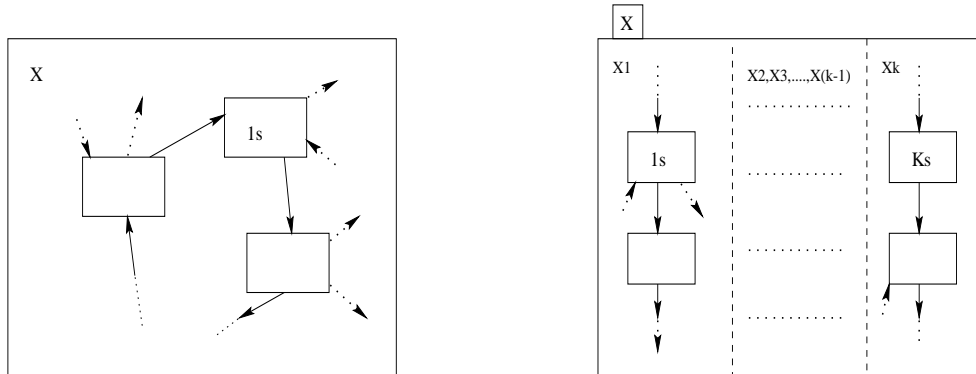 X
1s
X
X1
X2,X3,....,X(k-1)
Xk
1s
Ks